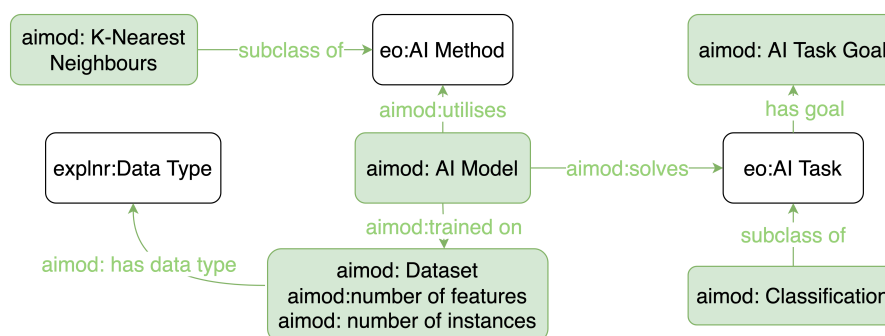 aimod: K-Nearest
Neighbours
subclass of
eo:AI Method
aimod: AI Task Goal
aimod:utilises
has goal
explnr:Data Type
aimod: AI Model
aimod:solves
eo:AI Task
aimod:trained on
subclass of
aimod: has data type
aimod: Dataset
aimod:number of features
aimod: number of instances
aimod: Classification